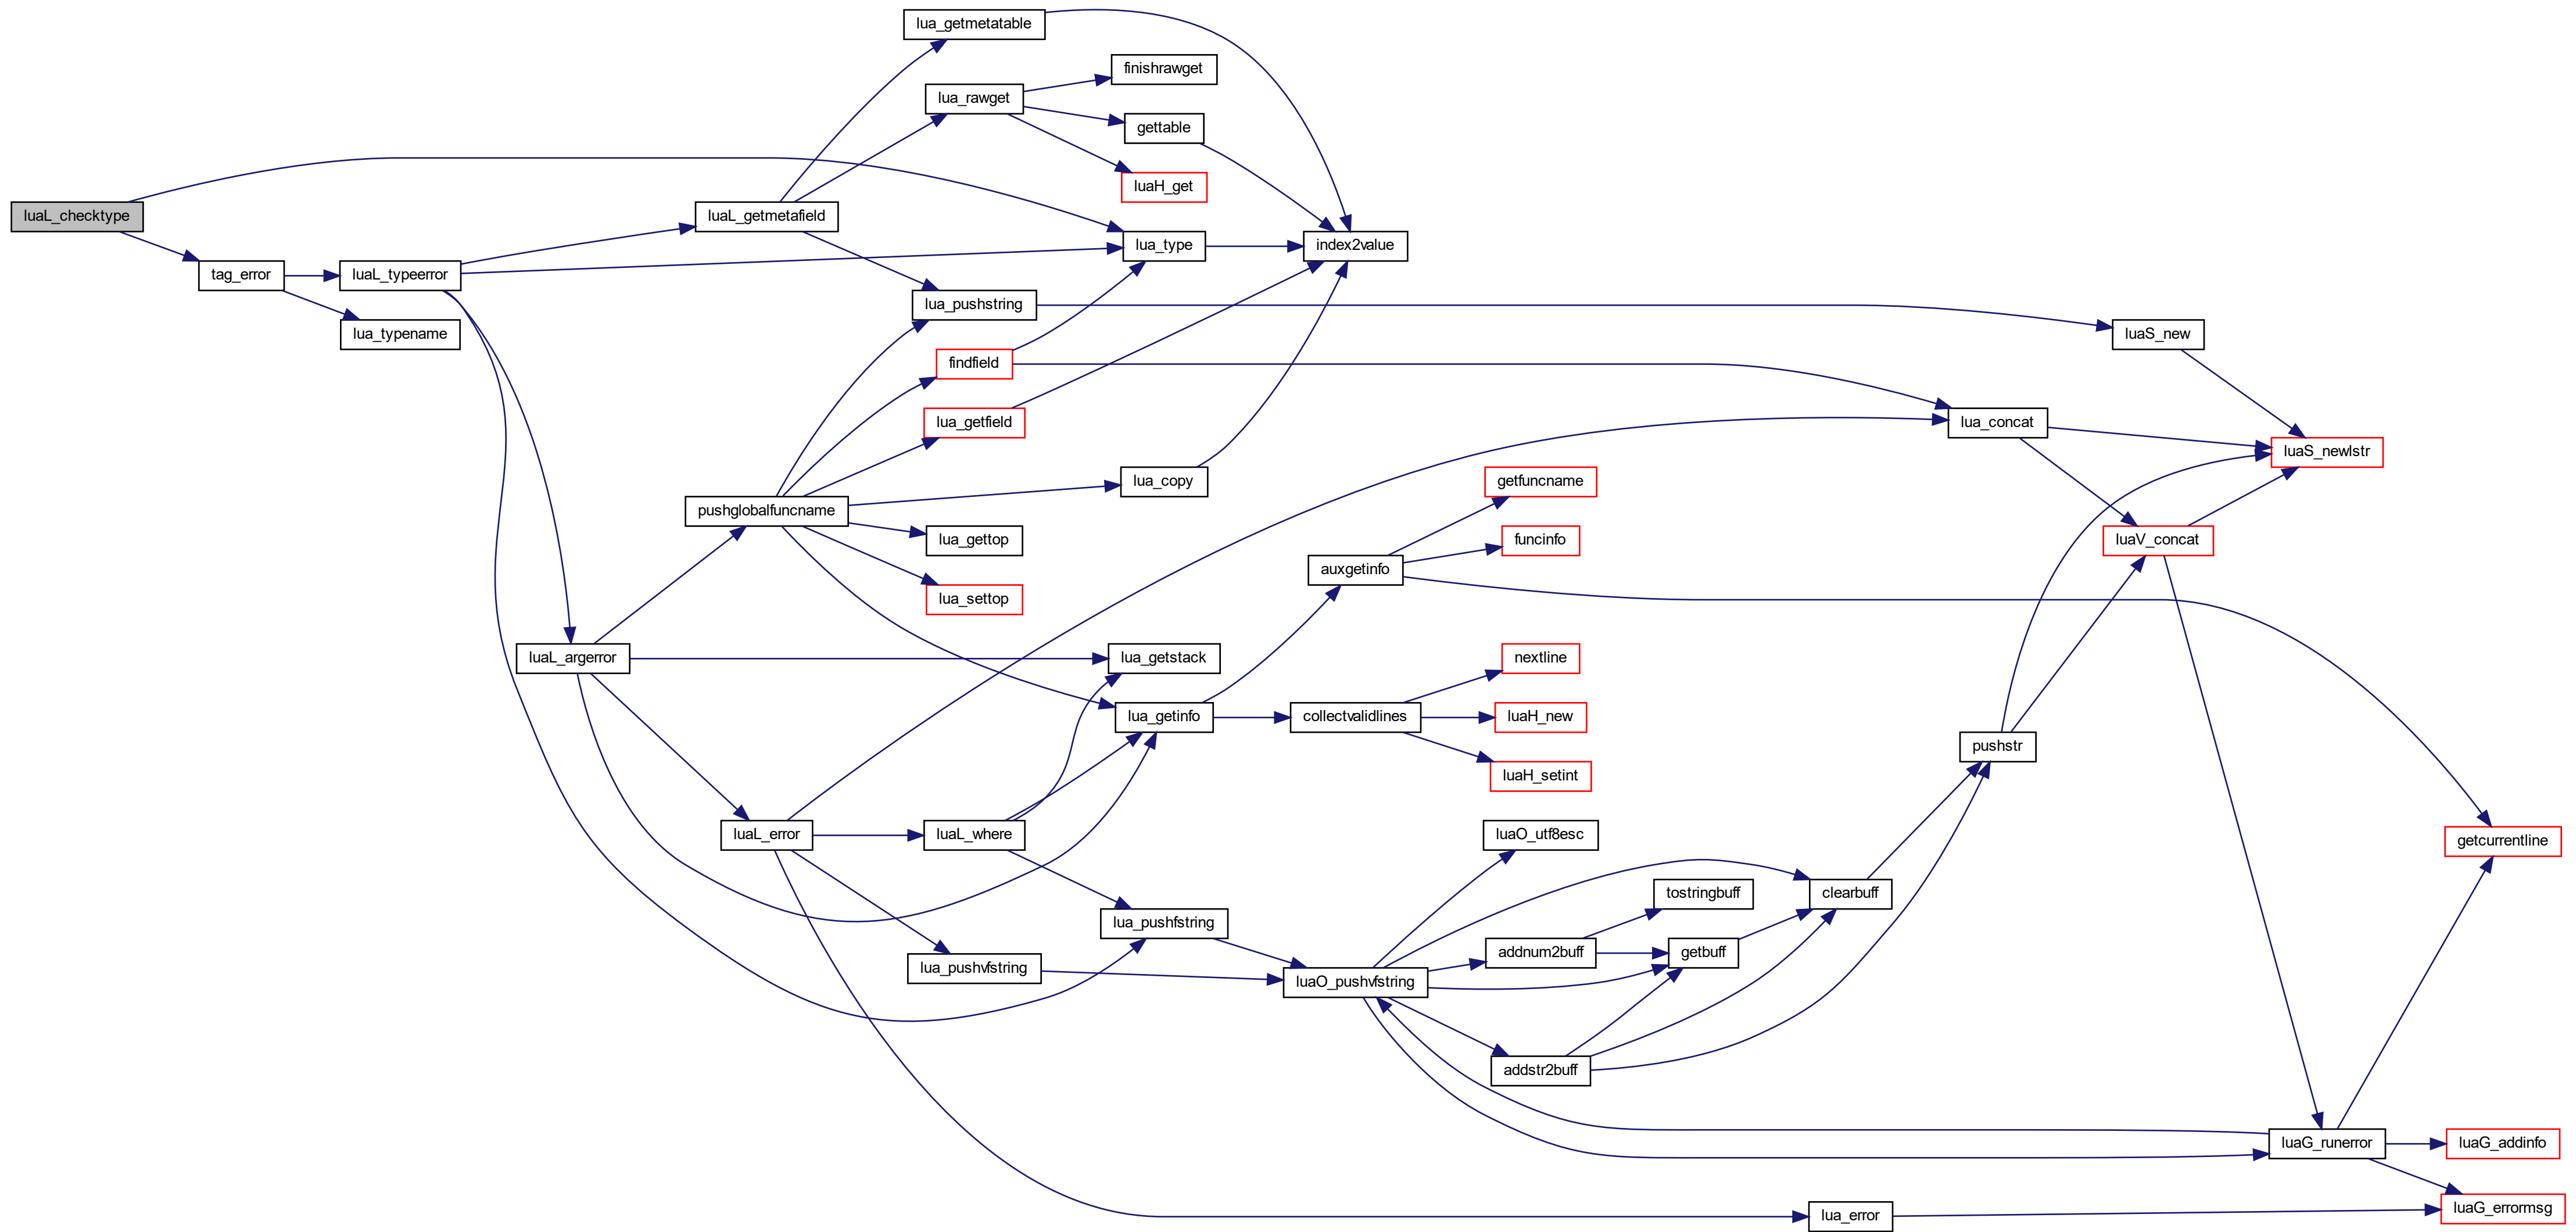 lua_getmetatable
finishrawget
lua_rawget
gettable
luaH_get
luaL_checktype
luaL_getmetafield
lua_type
index2value
tag_error
luaL_typeerror
lua_pushstring
lua_typename
luaS_new
findfield
lua_getfield
lua_concat
luaS_newlstr
lua_copy
getfuncname
pushglobalfuncname
lua_gettop
funcinfo
luaV_concat
auxgetinfo
lua_settop
luaL_argerror
lua_getstack
nextline
lua_getinfo
collectvalidlines
luaH_new
pushstr
luaH_setint
luaL_error
luaL_where
luaO_utf8esc
getcurrentline
tostringbuff
clearbuff
lua_pushfstring
addnum2buff
getbuff
lua_pushvfstring
luaO_pushvfstring
addstr2buff
luaG_runerror
luaG_addinfo
lua_error
luaG_errormsg